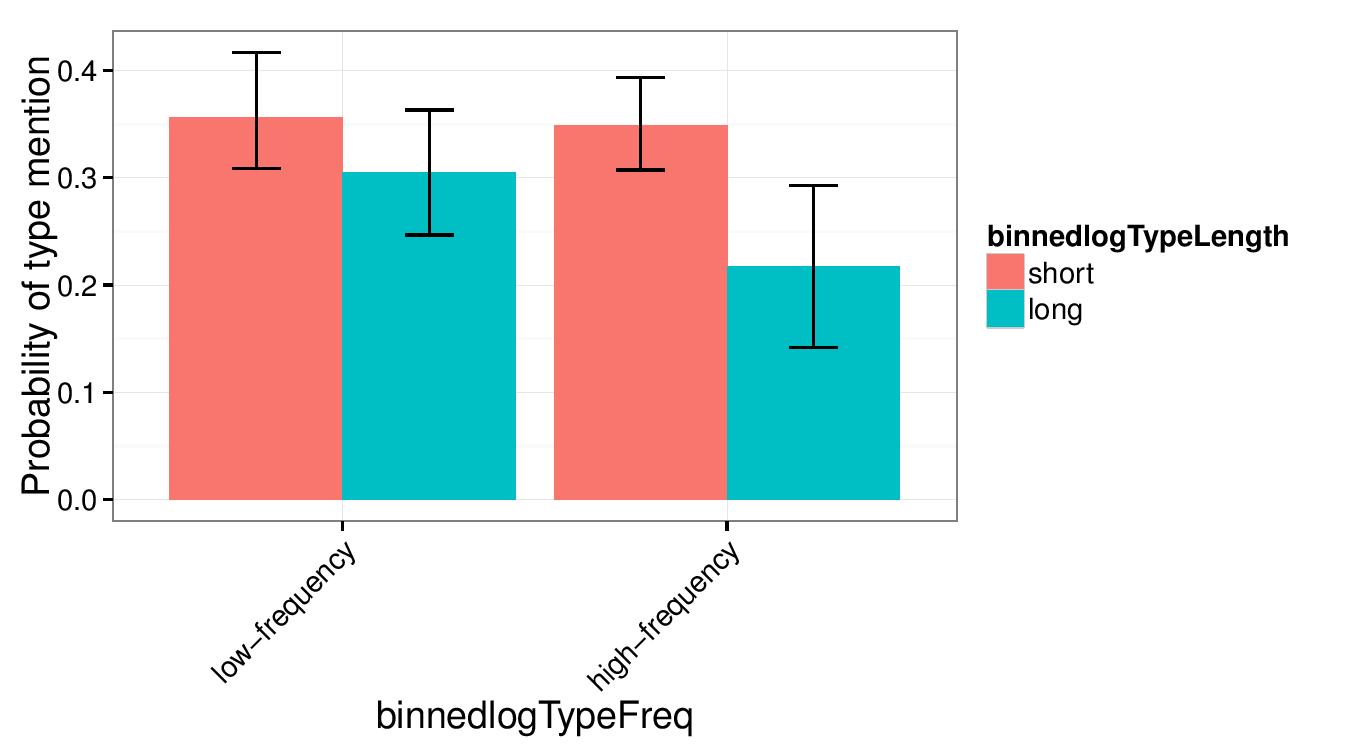 Probability of type mention
0.4
0.3
0.2
0.1
0.0
low−frequency
high−frequency
binnedlogTypeFreq
binnedlogTypeLength
short
long